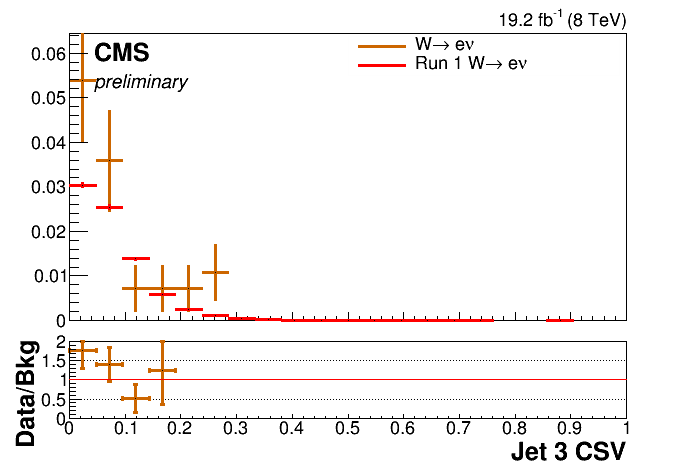 19.2 fb⁻¹ (8 TeV)
CMS
preliminary
W→ eν
Run 1 W→ eν
0.06
0.05
0.04
0.03
0.02
0.01
0
Data/Bkg
2
1.5
1
0.5
0
0 0.1 0.2 0.3 0.4 0.5 0.6 0.7 0.8 0.9 1
Jet 3 CSV